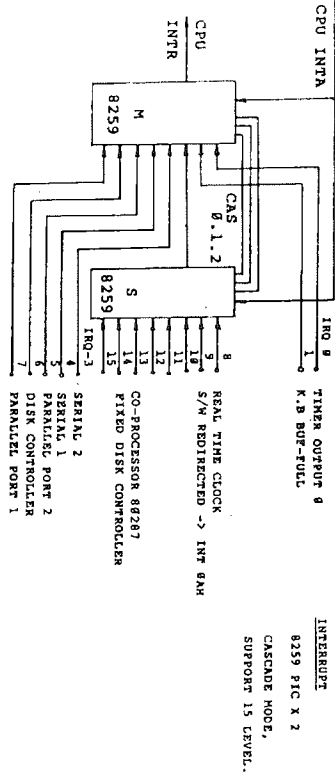 CPU INTA
CPU
INTR
M
8259
CAS
0.1.2
S
8259
IRQ 0 TIMER OUTPUT 0
1 K.B BUF-FULL
8 REAL TIME CLOCK
9 S/W REDIRECTED -> INT 0AH
10
11
12
13 CO-PROCESSOR 80287
14 FIXED DISK CONTROLLER
15
IRQ-3 SERIAL 2
4 SERIAL 1
5 PARALLEL PORT 2
6 DISK CONTROLLER
7 PARALLEL PORT 1
INTERRUPT
8259 PIC X 2
CASCADE MODE,
SUPPORT 15 LEVEL.